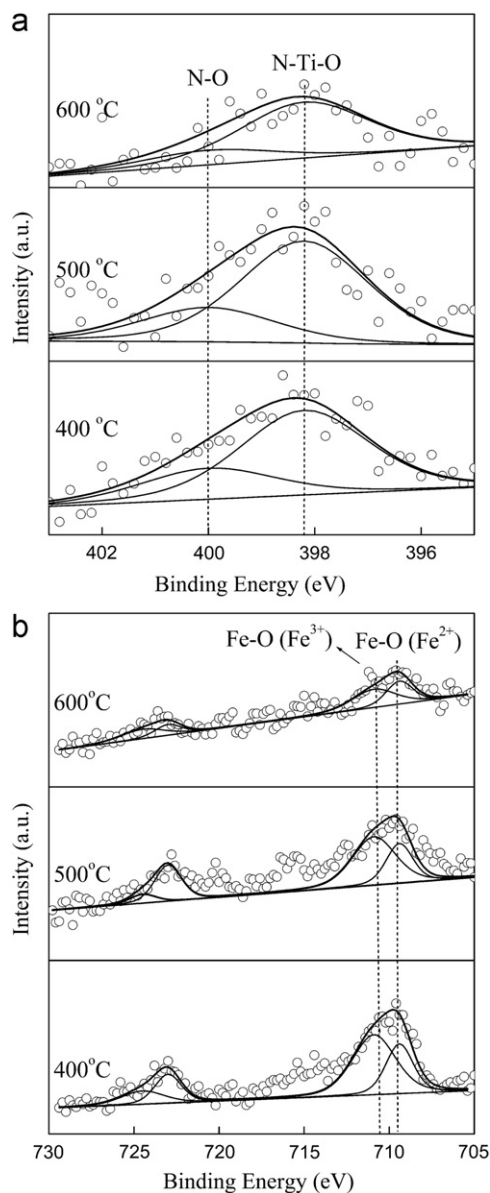 a
N-O
N-Ti-O
600 °C
500 °C
400 °C
Intensity (a.u.)
402
400
398
396
Binding Energy (eV)
b
Fe-O (Fe³⁺)
Fe-O (Fe²⁺)
600°C
500°C
400°C
Intensity (a.u.)
730
725
720
715
710
705
Binding Energy (eV)